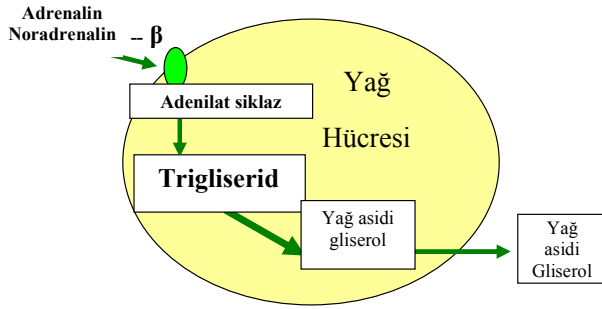 Adrenalin
Noradrenalin -- β
Yağ
Hücresi
Adenilat siklaz
Trigliserid
Yağ asidi
gliserol
Yağ
asidi
Gliserol